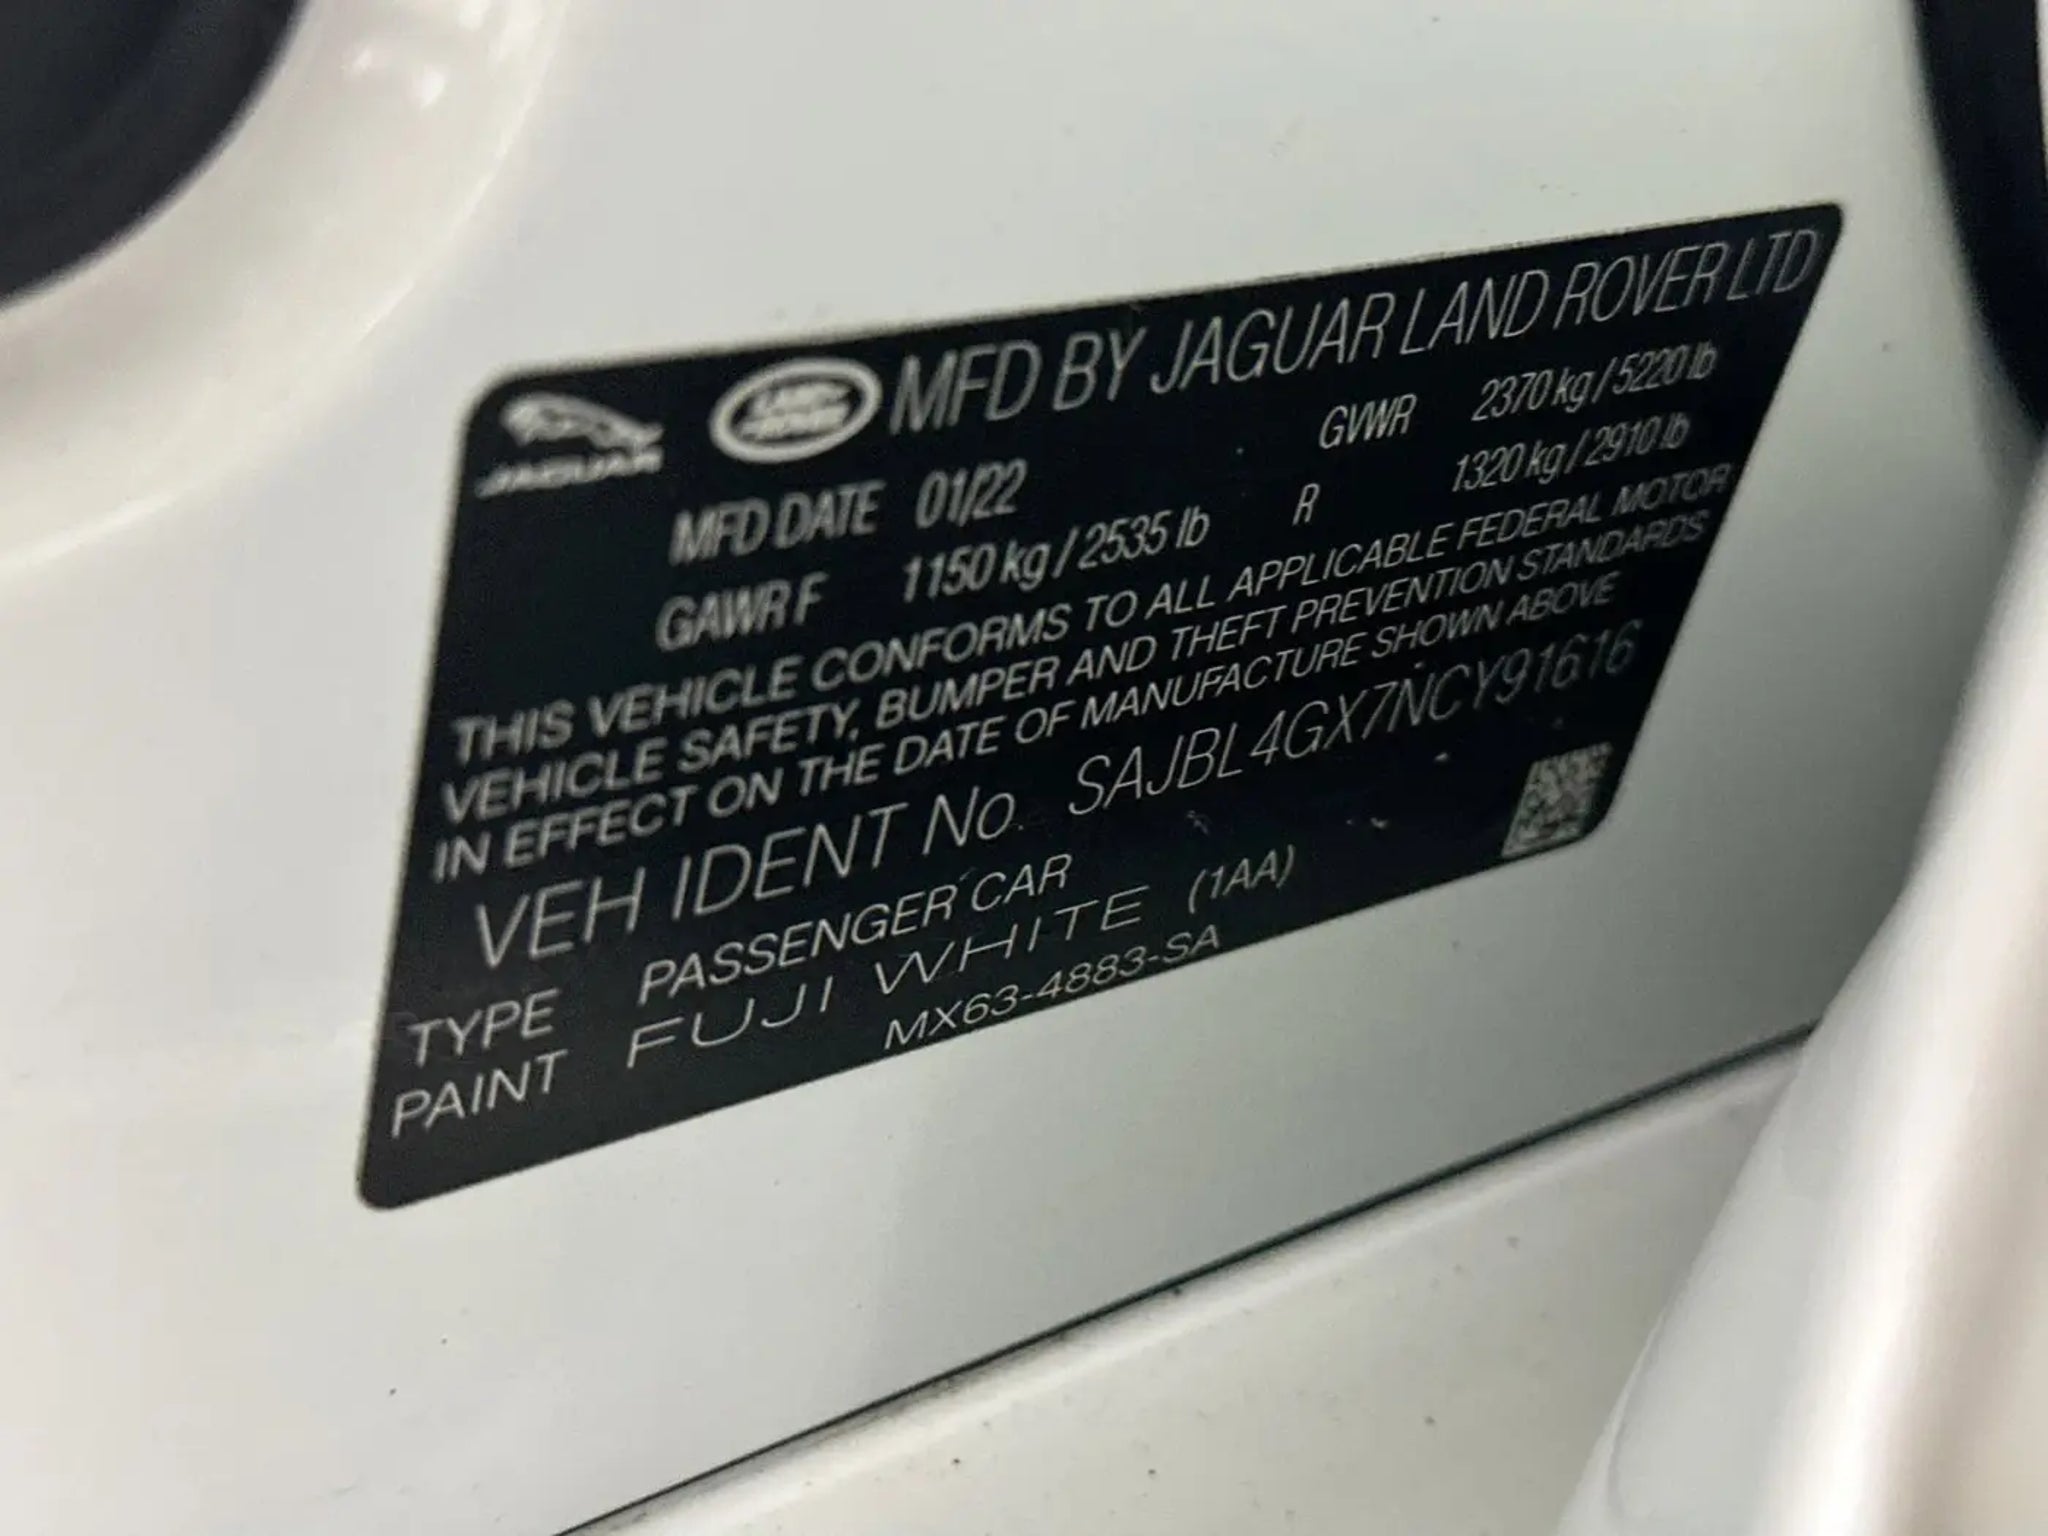 JAGUAR LAND ROVER MFD BY JAGUAR LAND ROVER LTD
MFD DATE 01/22 GVWR 2370 kg / 5220 lb
GAWR F 1150 kg / 2535 lb R 1320 kg / 2910 lb
THIS VEHICLE CONFORMS TO ALL APPLICABLE FEDERAL MOTOR
VEHICLE SAFETY, BUMPER AND THEFT PREVENTION STANDARDS
IN EFFECT ON THE DATE OF MANUFACTURE SHOWN ABOVE
VEH IDENT No. SAJBL4GX7NCY91616
TYPE PASSENGER CAR
PAINT FUJI WHITE (1AA)
MX63-4883-SA